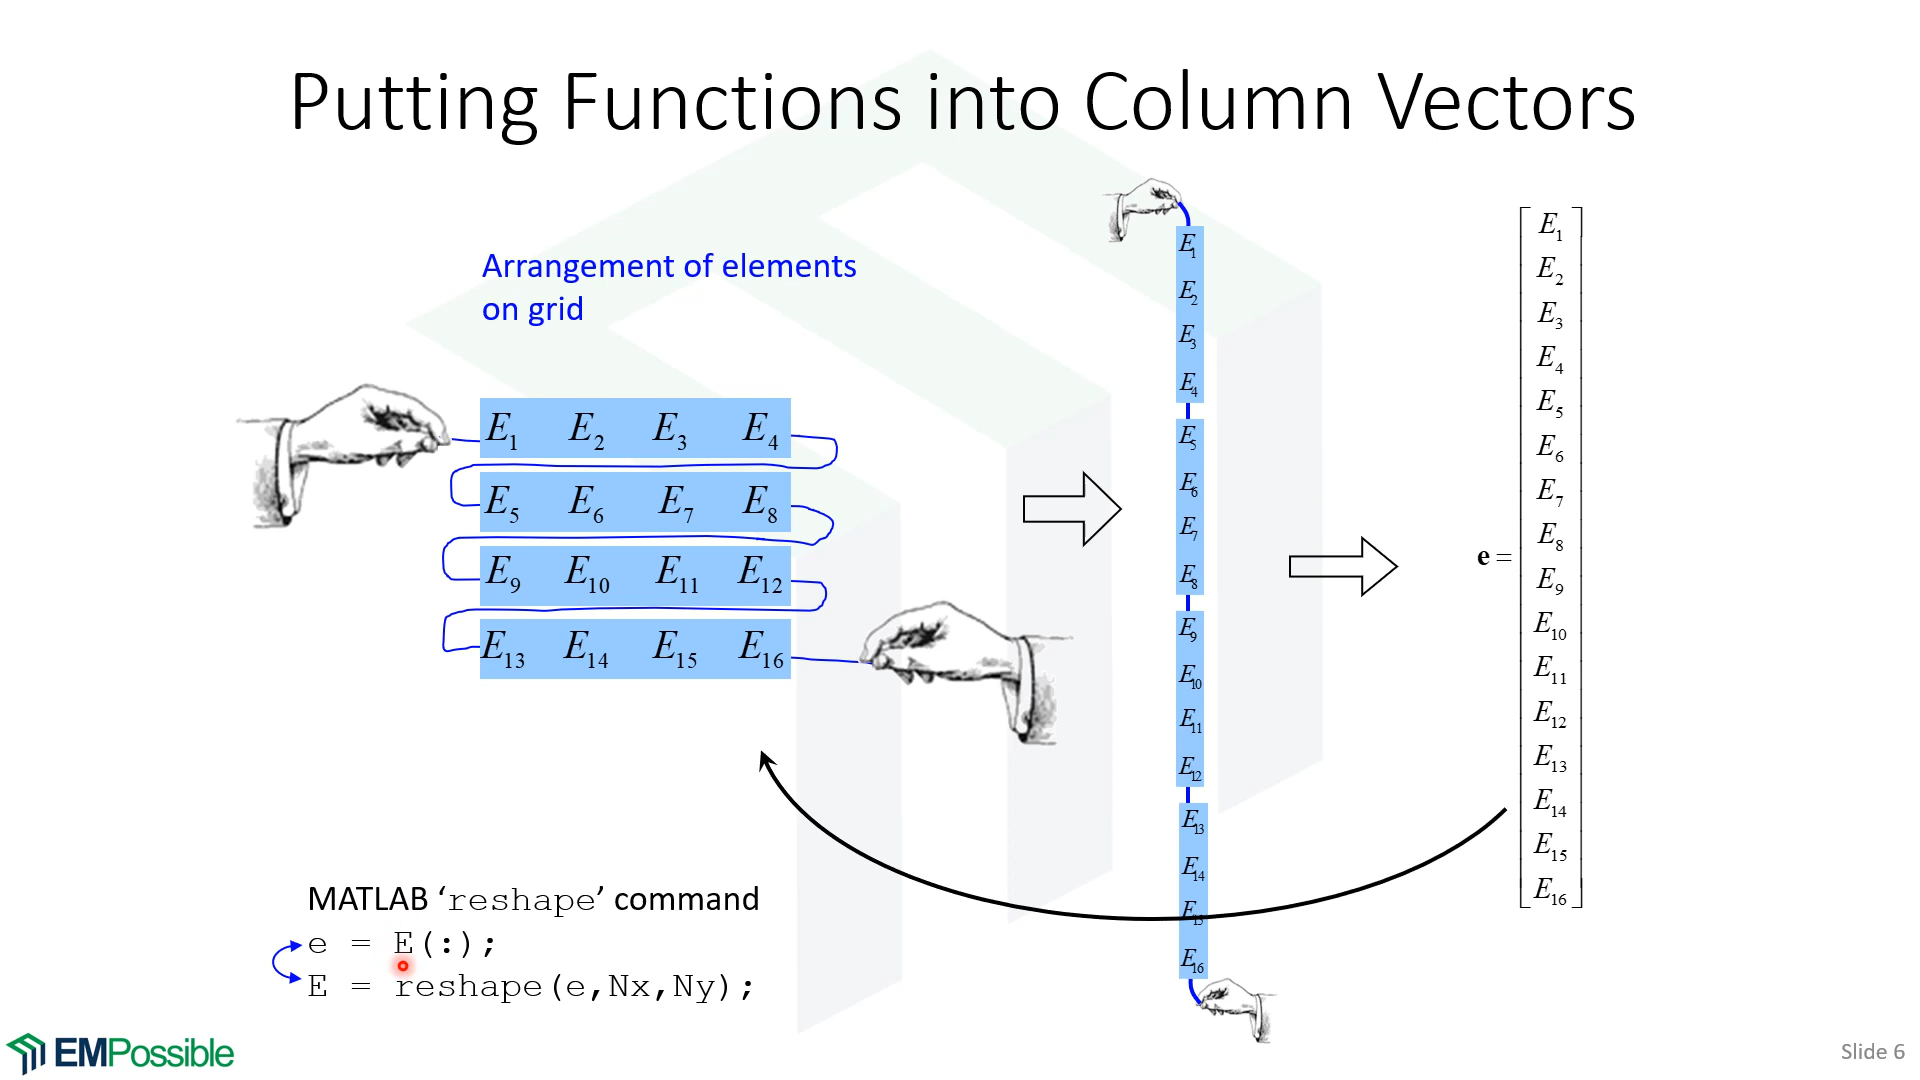 Putting Functions into Column Vectors
Arrangement of elements
on grid
E₁ E₂ E₃ E₄
E₅ E₆ E₇ E₈
E₉ E₁₀ E₁₁ E₁₂
E₁₃ E₁₄ E₁₅ E₁₆
E₁
E₂
E₃
E₄
E₅
E₆
E₇
E₈
E₉
E₁₀
E₁₁
E₁₂
E₁₃
E₁₄
E₁₅
E₁₆
e =
E₁
E₂
E₃
E₄
E₅
E₆
E₇
E₈
E₉
E₁₀
E₁₁
E₁₂
E₁₃
E₁₄
E₁₅
E₁₆
MATLAB ‘reshape’ command
e = E(:);
E = reshape(e,Nx,Ny);
EMPossible
Slide 6